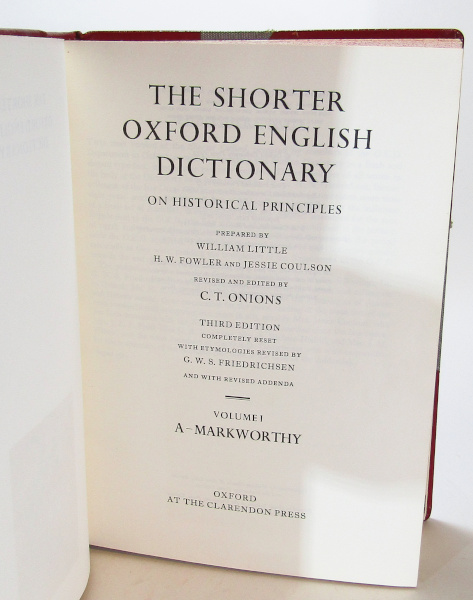 THE SHORTER
OXFORD ENGLISH
DICTIONARY
ON HISTORICAL PRINCIPLES
PREPARED BY
WILLIAM LITTLE
H. W. FOWLER AND JESSIE COULSON
REVISED AND EDITED BY
C. T. ONIONS
THIRD EDITION
COMPLETELY RESET
WITH ETYMOLOGIES REVISED BY
G. W. S. FRIEDRICHSEN
AND WITH REVISED ADDENDA
VOLUME I
A–MARKWORTHY
OXFORD
AT THE CLARENDON PRESS